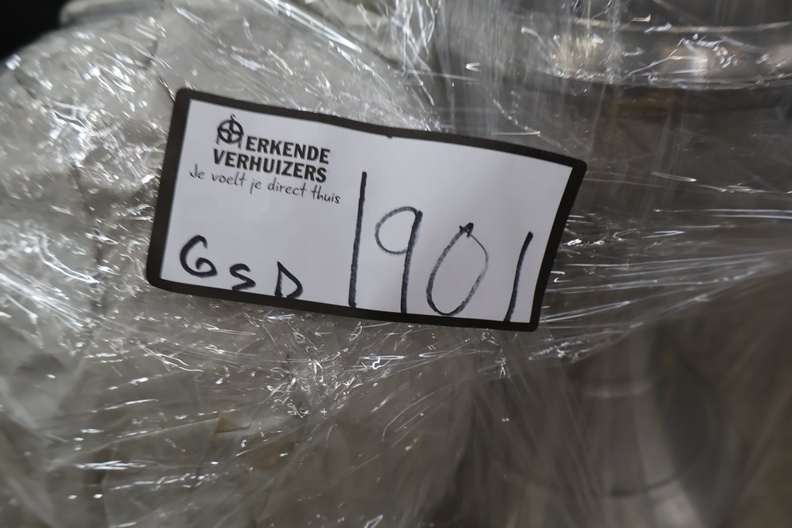 ERKENDE
VERHUIZERS
Je voelt je direct thuis
GSD 1901